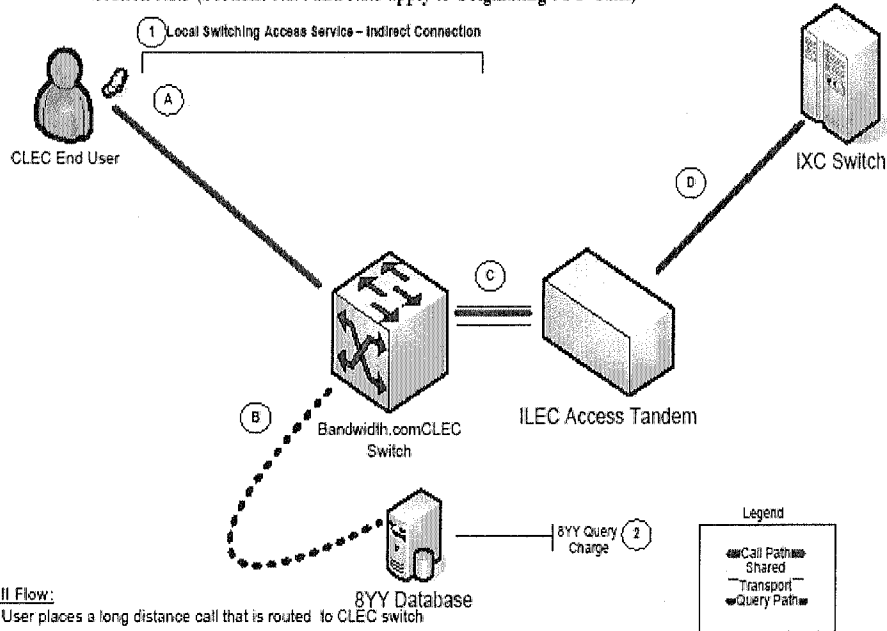 1 Local Switching Access Service – Indirect Connection
A
CLEC End User
IXC Switch
D
C
B
Bandwidth.comCLEC
Switch
ILEC Access Tandem
8YY Query
Charge
2
8YY Database
Legend
Call Path
Shared
Transport
Query Path
ll Flow:
User places a long distance call that is routed to CLEC switch